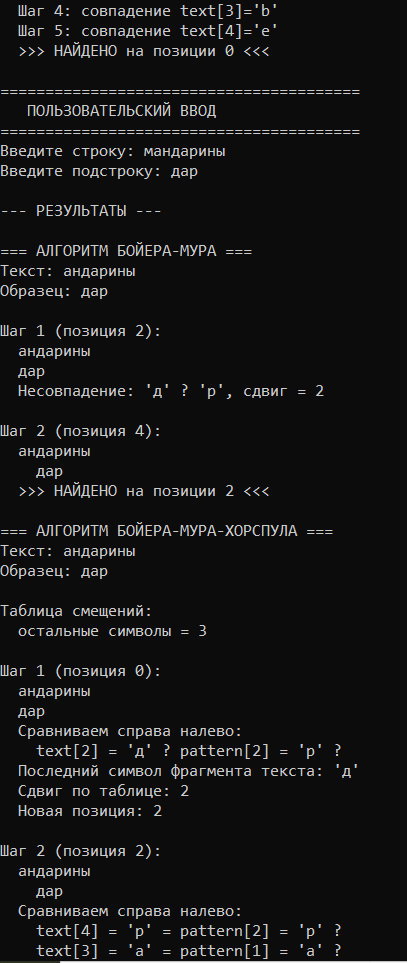 Шаг 4: совпадение text[3]='b'
Шаг 5: совпадение text[4]='e'
>>> НАЙДЕНО на позиции 0 <<<
========================================
ПОЛЬЗОВАТЕЛЬСКИЙ ВВОД
========================================
Введите строку: мандарины
Введите подстроку: дар
--- РЕЗУЛЬТАТЫ ---
=== АЛГОРИТМ БОЙЕРА-МУРА ===
Текст: андарины
Образец: дар
Шаг 1 (позиция 2):
андарины
дар
Несовпадение: 'д' ? 'р', сдвиг = 2
Шаг 2 (позиция 4):
андарины
дар
>>> НАЙДЕНО на позиции 2 <<<
=== АЛГОРИТМ БОЙЕРА-МУРА-ХОРСПУЛА ===
Текст: андарины
Образец: дар
Таблица смещений:
остальные символы = 3
Шаг 1 (позиция 0):
андарины
дар
Сравниваем справа налево:
text[2] = 'д' ? pattern[2] = 'р' ?
Последний символ фрагмента текста: 'д'
Сдвиг по таблице: 2
Новая позиция: 2
Шаг 2 (позиция 2):
андарины
дар
Сравниваем справа налево:
text[4] = 'р' = pattern[2] = 'р' ?
text[3] = 'а' = pattern[1] = 'а' ?